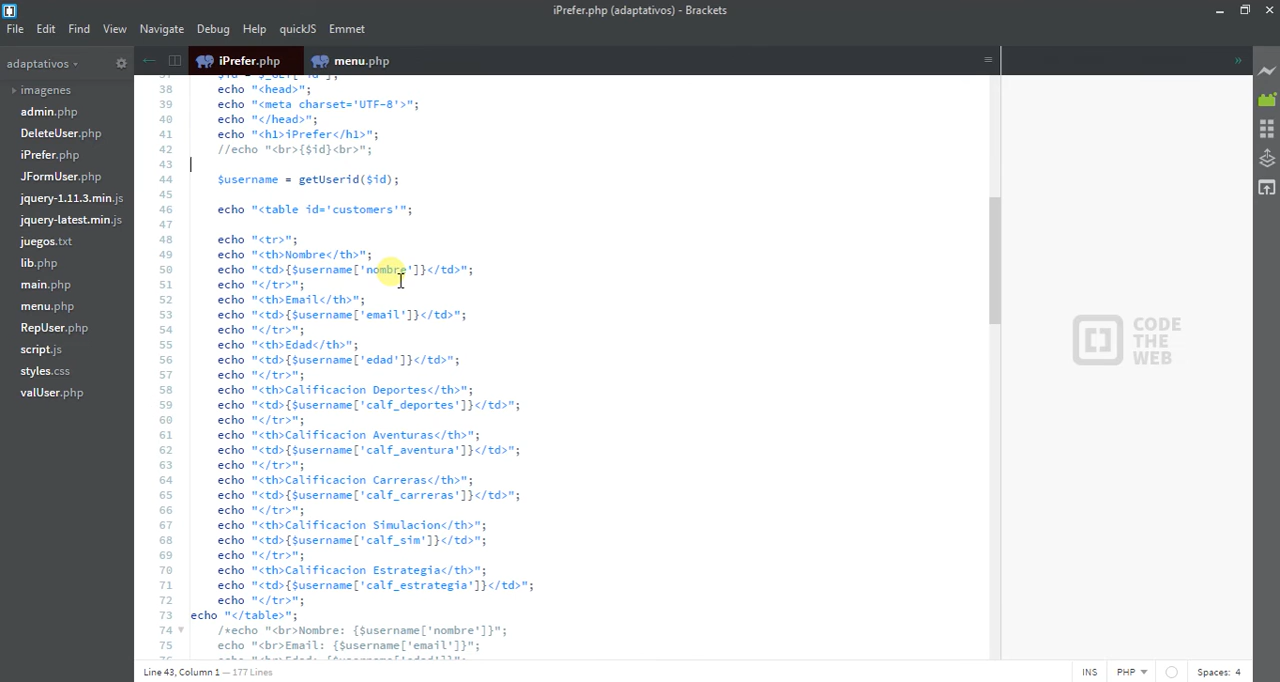 iPrefer.php (adaptativos) - Brackets
File Edit Find View Navigate Debug Help quickJS Emmet
adaptativos
iPrefer.php
menu.php
imagenes
admin.php
DeleteUser.php
iPrefer.php
JFormUser.php
jquery-1.11.3.min.js
jquery-latest.min.js
juegos.txt
lib.php
main.php
menu.php
RepUser.php
script.js
styles.css
valUser.php
37 $id = $_GET['id'];
38 echo "<head>";
39 echo "<meta charset='UTF-8'>";
40 echo "</head>";
41 echo "<h1>iPrefer</h1>";
42 //echo "<br>{$id}<br>";
43
44 $username = getUserid($id);
45
46 echo "<table id='customers'";
47
48 echo "<tr>";
49 echo "<th>Nombre</th>";
50 echo "<td>{$username['nombre']}</td>";
51 echo "</tr>";
52 echo "<th>Email</th>";
53 echo "<td>{$username['email']}</td>";
54 echo "</tr>";
55 echo "<th>Edad</th>";
56 echo "<td>{$username['edad']}</td>";
57 echo "</tr>";
58 echo "<th>Calificacion Deportes</th>";
59 echo "<td>{$username['calf_deportes']}</td>";
60 echo "</tr>";
61 echo "<th>Calificacion Aventuras</th>";
62 echo "<td>{$username['calf_aventura']}</td>";
63 echo "</tr>";
64 echo "<th>Calificacion Carreras</th>";
65 echo "<td>{$username['calf_carreras']}</td>";
66 echo "</tr>";
67 echo "<th>Calificacion Simulacion</th>";
68 echo "<td>{$username['calf_sim']}</td>";
69 echo "</tr>";
70 echo "<th>Calificacion Estrategia</th>";
71 echo "<td>{$username['calf_estrategia']}</td>";
72 echo "</tr>";
73 echo "</table>";
74 /*echo "<br>Nombre: {$username['nombre']}";
75 echo "<br>Email: {$username['email']}";
76 echo "<br>Edad: {$username['edad']}";
CODE
THE
WEB
Line 43, Column 1 — 177 Lines
INS
PHP
Spaces: 4